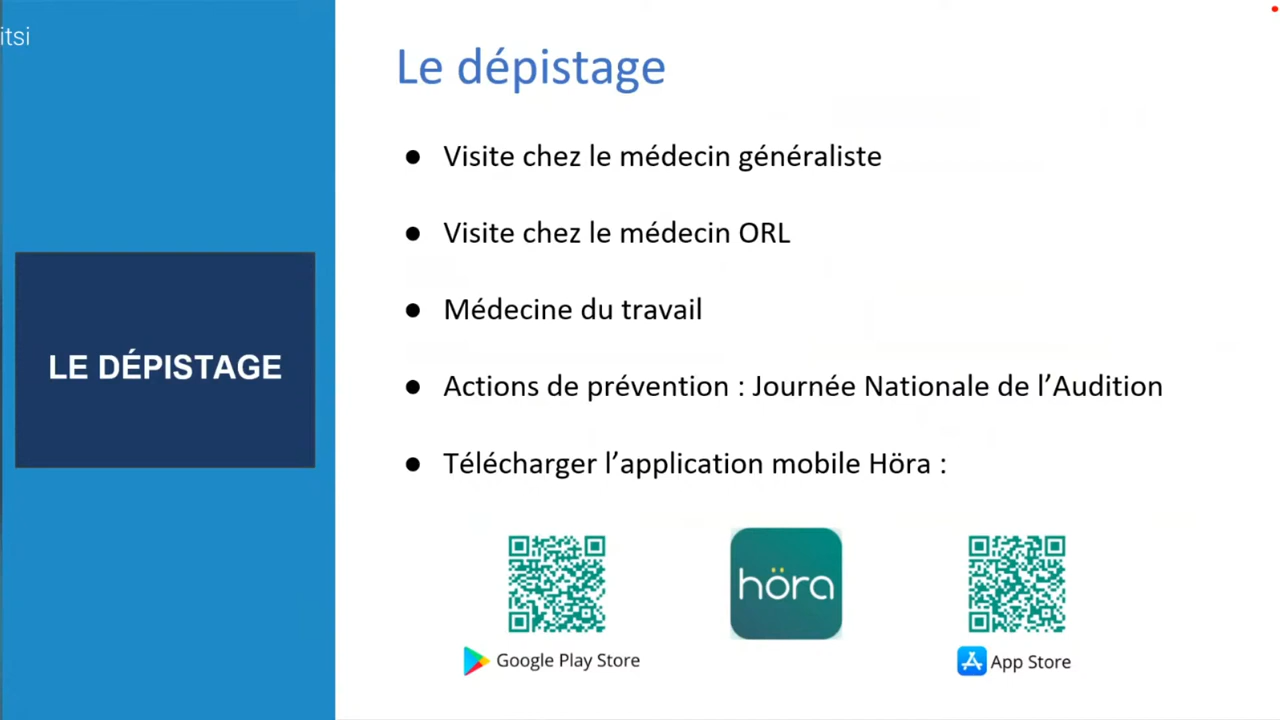 itsi
Le dépistage
● Visite chez le médecin généraliste
● Visite chez le médecin ORL
● Médecine du travail
● Actions de prévention : Journée Nationale de l’Audition
● Télécharger l’application mobile Höra :
LE DÉPISTAGE
höra
Google Play Store
App Store